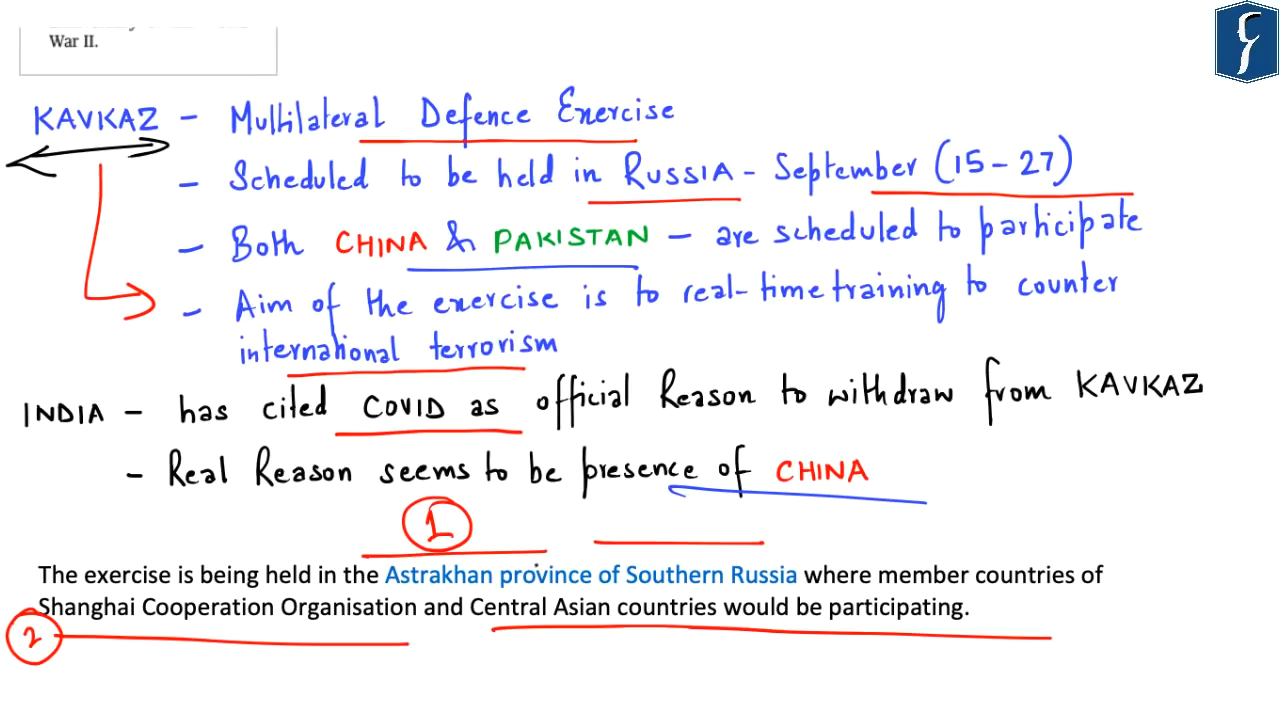 War II.
KAVKAZ - Multilateral Defence Exercise
- Scheduled to be held in RUSSIA - September (15-27)
- Both CHINA & PAKISTAN - are scheduled to participate
- Aim of the exercise is to real-time training to counter
international terrorism
INDIA - has cited COVID as official Reason to withdraw from KAVKAZ
- Real Reason seems to be presence of CHINA
1
The exercise is being held in the Astrakhan province of Southern Russia where member countries of
Shanghai Cooperation Organisation and Central Asian countries would be participating.
2